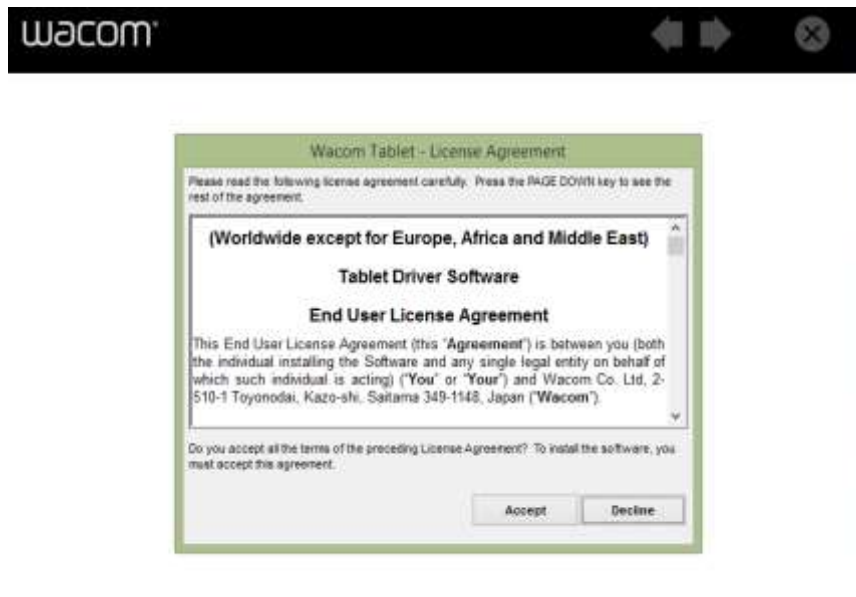 wacom
Wacom Tablet - License Agreement
Please read the following license agreement carefully. Press the PAGE DOWN key to see the
rest of the agreement.
(Worldwide except for Europe, Africa and Middle East)
Tablet Driver Software
End User License Agreement
This End User License Agreement (this "Agreement") is between you (both
the individual installing the Software and any single legal entity on behalf of
which such individual is acting) ("You" or "Your") and Wacom Co. Ltd, 2-
510-1 Toyonodai, Kazo-shi, Saitama 349-1148, Japan ("Wacom").
Do you accept all the terms of the preceding License Agreement? To install the software, you
must accept this agreement.
Accept Decline